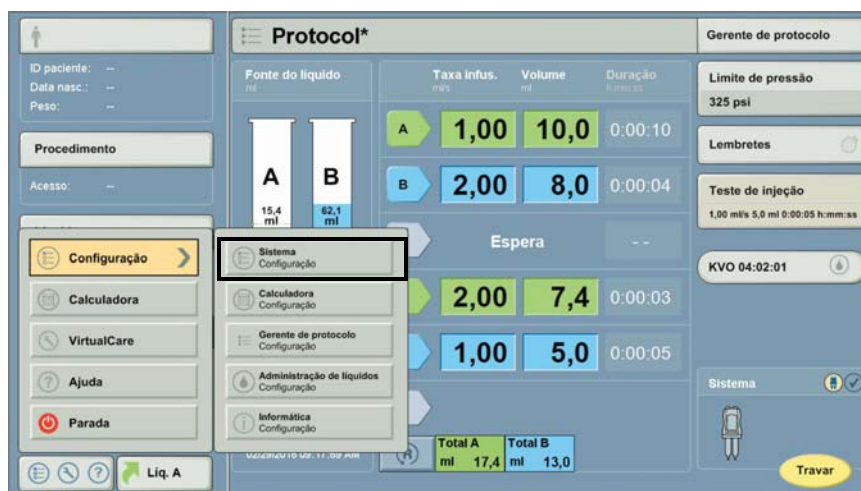 Protocol*
Gerente de protocolo
ID paciente: --
Data nasc.: --
Peso: --
Procedimento
Acesso: --
Fonte do líquido
ml
A
B
15,4
ml
62,1
ml
Taxa infus.
ml/s
Volume
ml
Duração
h:mm:ss
A 1,00 10,0 0:00:10
B 2,00 8,0 0:00:04
Espera - -
2,00 7,4 0:00:03
1,00 5,0 0:00:05
Total A
ml 17,4
Total B
ml 13,0
Limite de pressão
325 psi
Lembretes
Teste de injeção
1,00 ml/s 5,0 ml 0:00:05 h:mm:ss
KVO 04:02:01
Sistema
Travar
Configuração
Calculadora
VirtualCare
Ajuda
Parada
Sistema
Configuração
Calculadora
Configuração
Gerente de protocolo
Configuração
Administração de líquidos
Configuração
Informática
Configuração
Líq. A